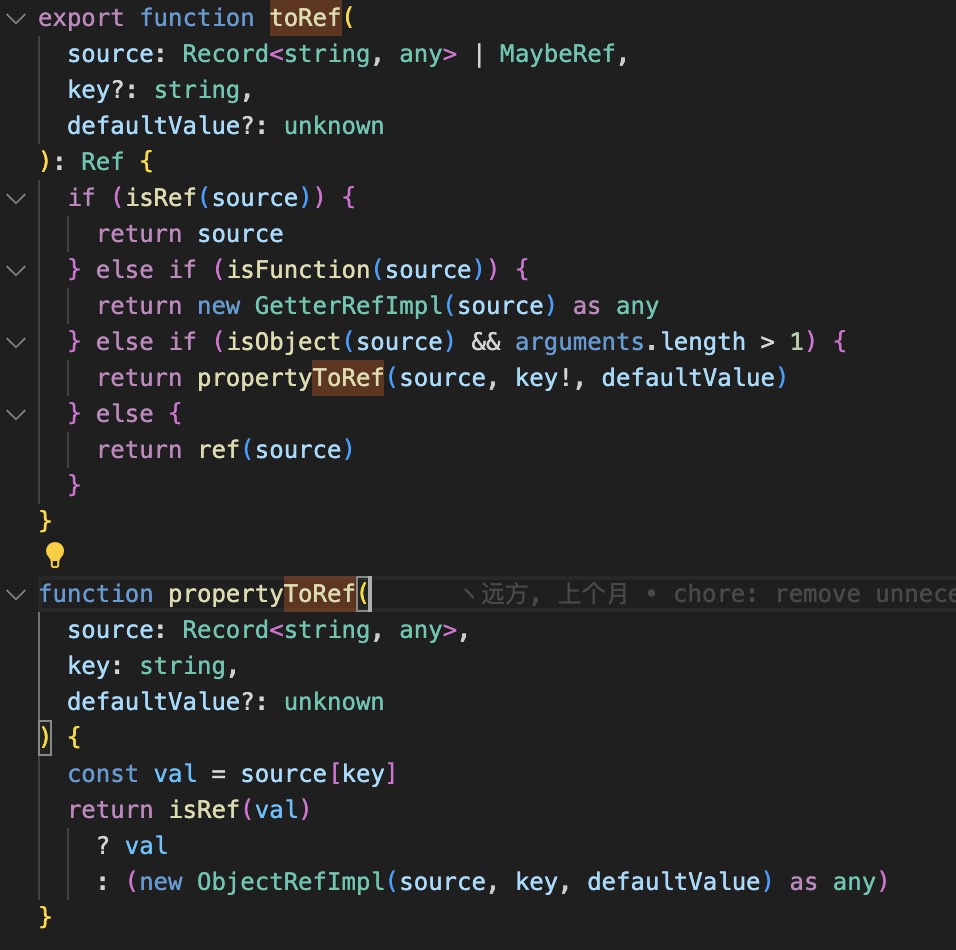 export function toRef(
  source: Record<string, any> | MaybeRef,
  key?: string,
  defaultValue?: unknown
): Ref {
  if (isRef(source)) {
    return source
  } else if (isFunction(source)) {
    return new GetterRefImpl(source) as any
  } else if (isObject(source) && arguments.length > 1) {
    return propertyToRef(source, key!, defaultValue)
  } else {
    return ref(source)
  }
}
function propertyToRef(      丶远方, 上个月 • chore: remove unnece
  source: Record<string, any>,
  key: string,
  defaultValue?: unknown
) {
  const val = source[key]
  return isRef(val)
    ? val
    : (new ObjectRefImpl(source, key, defaultValue) as any)
}